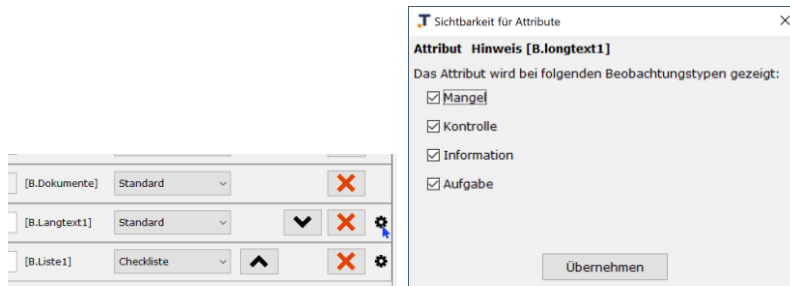 Sichtbarkeit für Attribute
Attribut Hinweis [B.longtext1]
Das Attribut wird bei folgenden Beobachtungstypen gezeigt:
Mangel
Kontrolle
Information
Aufgabe
Übernehmen
[B.Dokumente] Standard
[B.Langtext1] Standard
[B.Liste1] Checkliste